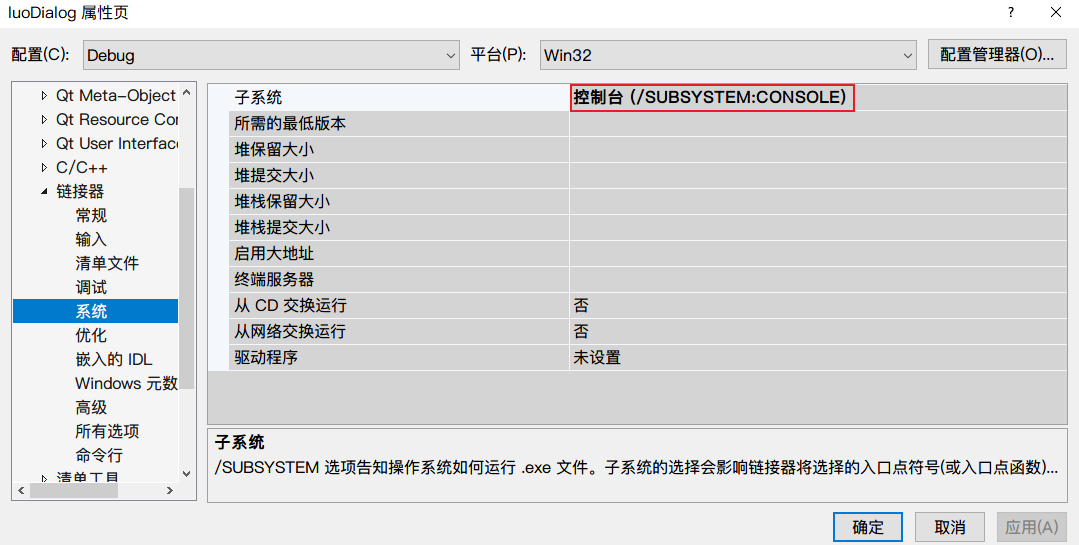 luoDialog 属性页
?
配置(C):
Debug
平台(P):
Win32
配置管理器(O)...
Qt Meta-Object
Qt Resource Cor
Qt User Interfac
C/C++
链接器
常规
输入
清单文件
调试
系统
优化
嵌入的 IDL
Windows 元数
高级
所有选项
命令行
清单工具
子系统 控制台 (/SUBSYSTEM:CONSOLE)
所需的最低版本
堆保留大小
堆提交大小
堆栈保留大小
堆栈提交大小
启用大地址
终端服务器
从 CD 交换运行 否
从网络交换运行 否
驱动程序 未设置
子系统
/SUBSYSTEM 选项告知操作系统如何运行 .exe 文件。子系统的选择会影响链接器将选择的入口点符号(或入口点函数)...
确定
取消
应用(A)